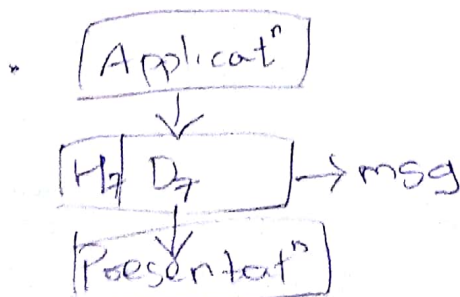 Applicatⁿ
H₇ D₇ → msg
Presentatⁿ